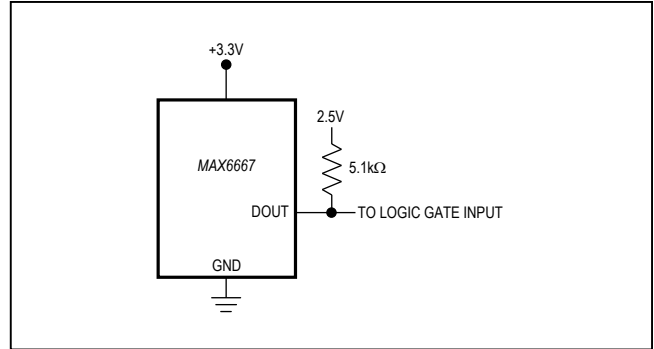 +3.3V
2.5V
MAX6667
5.1kΩ
DOUT
TO LOGIC GATE INPUT
GND